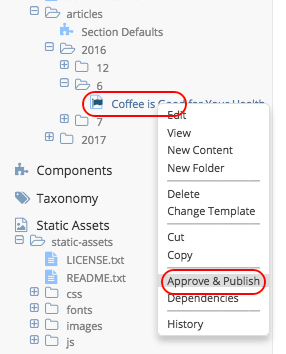 articles
Section Defaults
2016
12
6
Coffee is Good for Your Health
7
2017
Edit
View
New Content
New Folder
Delete
Change Template
Cut
Copy
Approve & Publish
Dependencies
History
Components
Taxonomy
Static Assets
static-assets
LICENSE.txt
README.txt
css
fonts
images
js